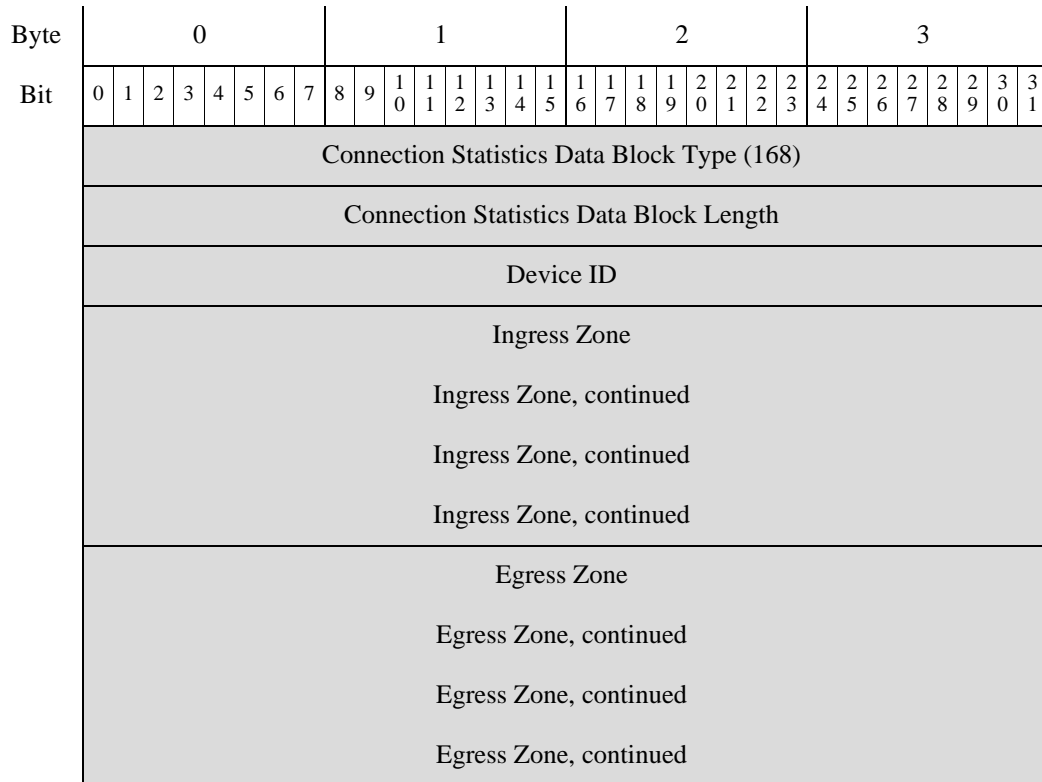 Byte 0 1 2 3
Bit 0 1 2 3 4 5 6 7 8 9 10 11 12 13 14 15 16 17 18 19 20 21 22 23 24 25 26 27 28 29 30 31
Connection Statistics Data Block Type (168)
Connection Statistics Data Block Length
Device ID
Ingress Zone
Ingress Zone, continued
Ingress Zone, continued
Ingress Zone, continued
Egress Zone
Egress Zone, continued
Egress Zone, continued
Egress Zone, continued